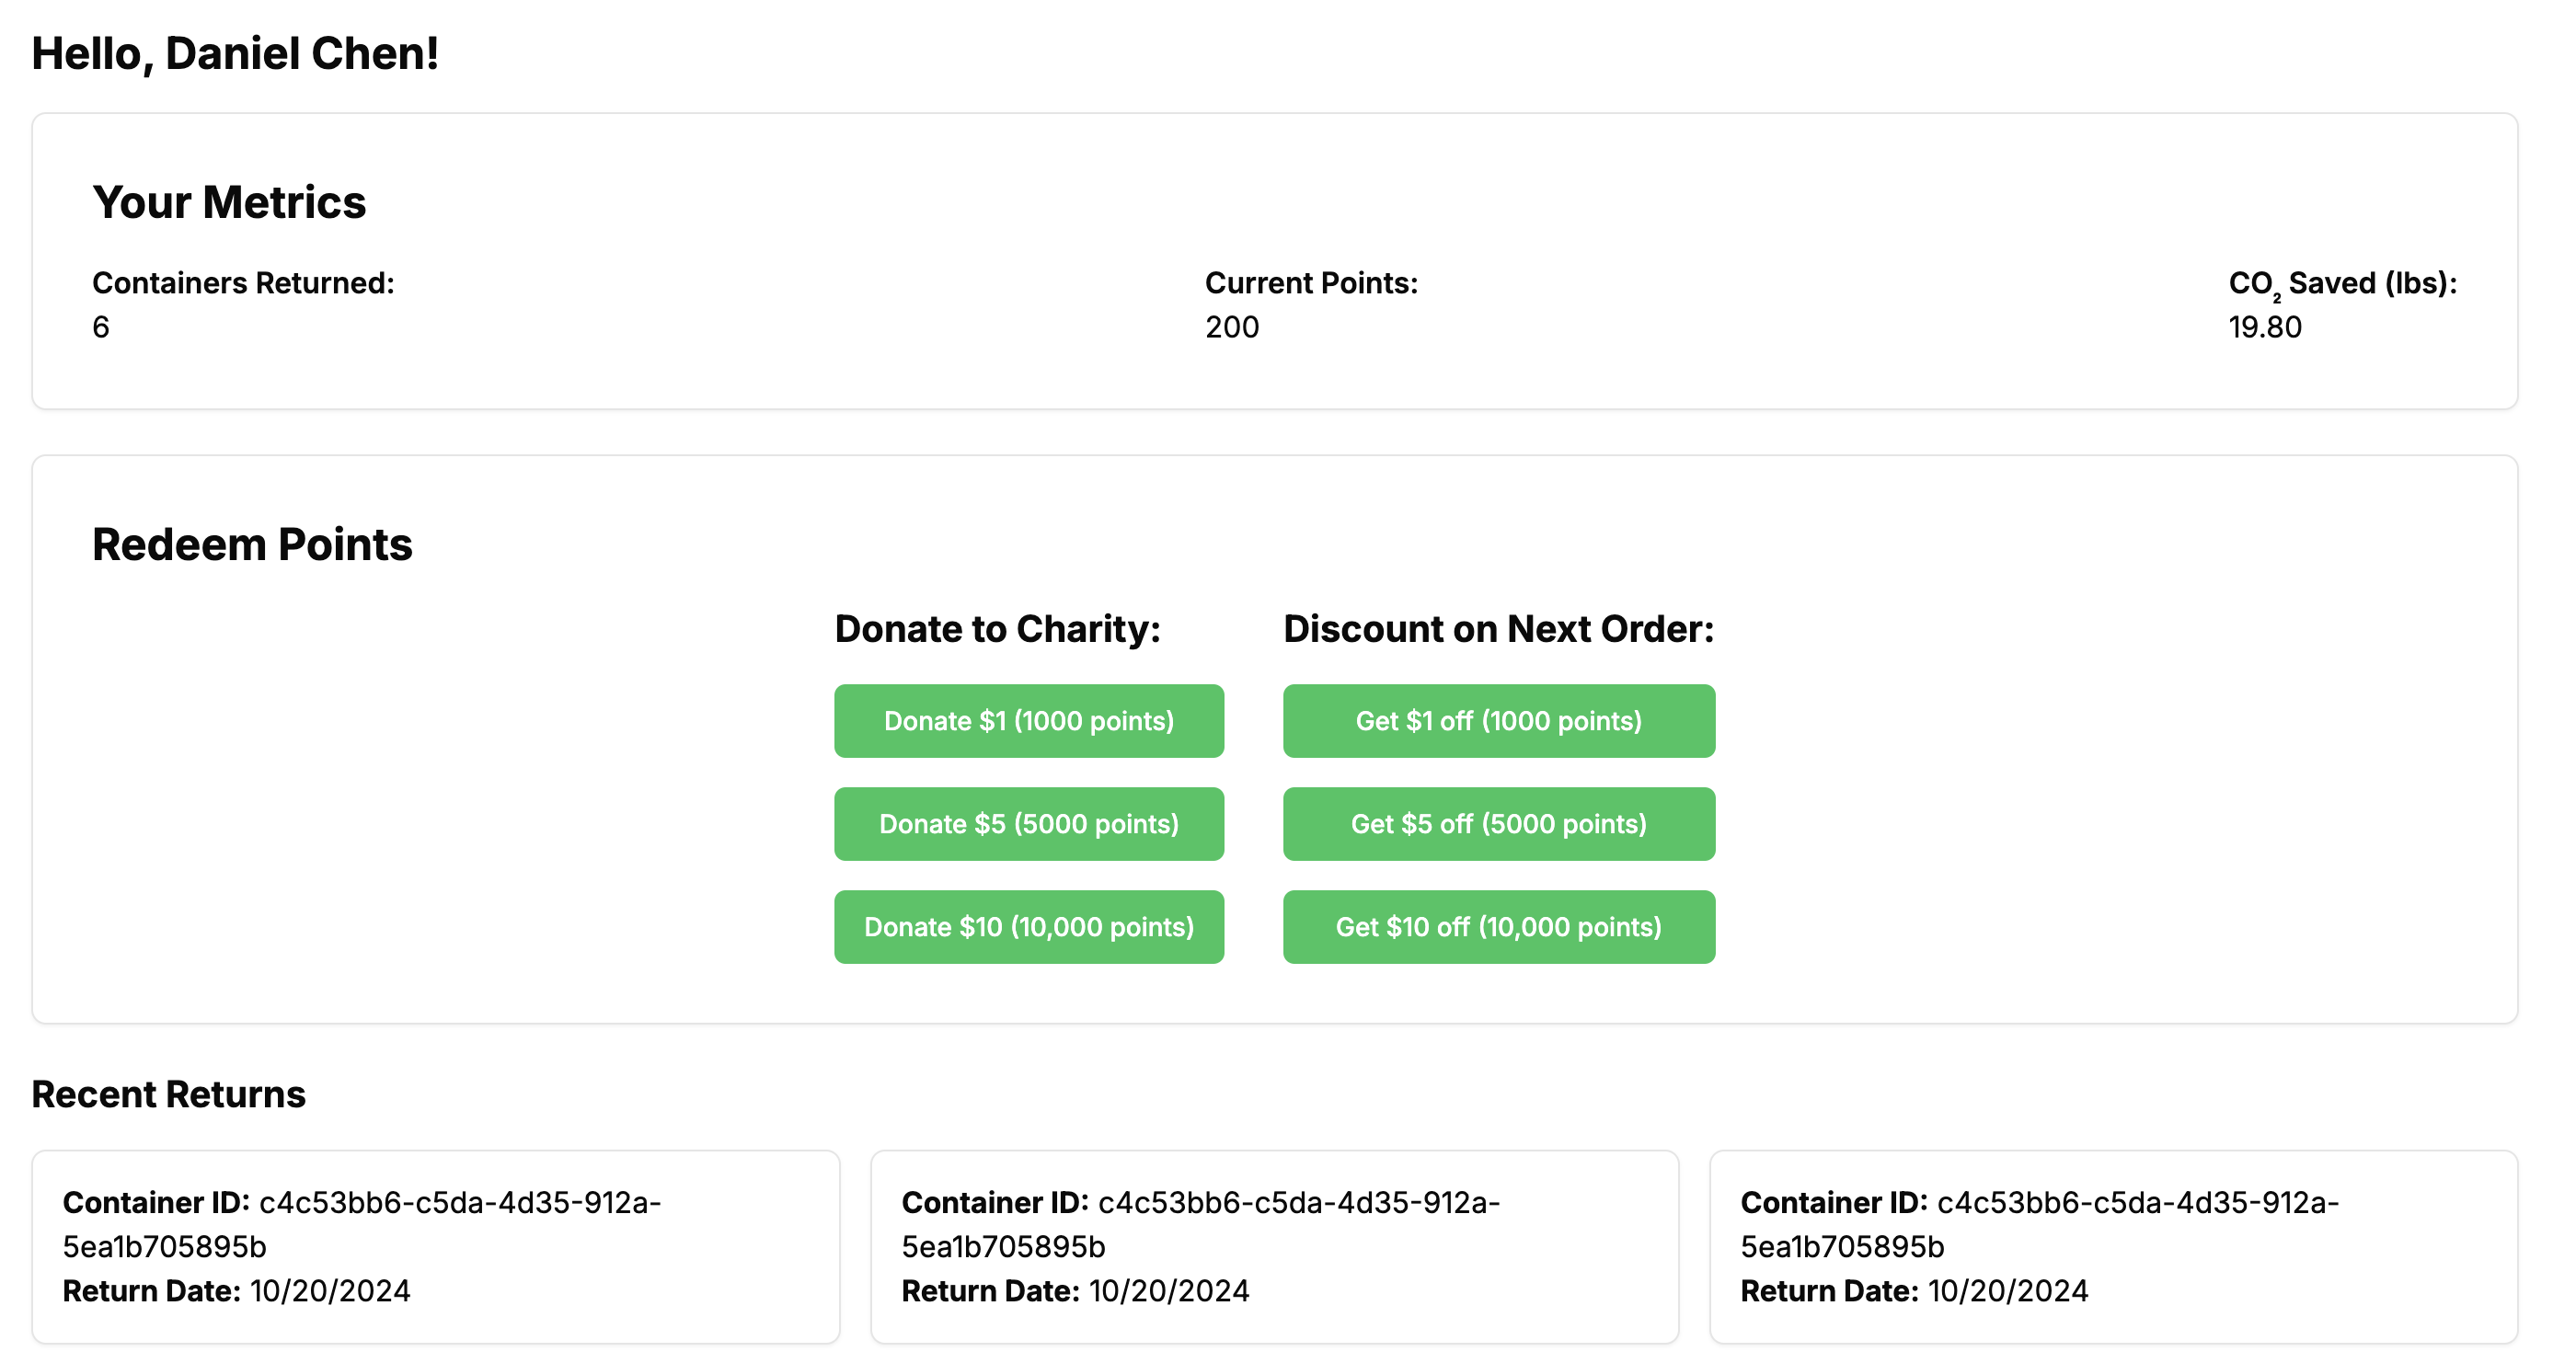 Hello, Daniel Chen!
Your Metrics
Containers Returned:
6
Current Points:
200
CO₂ Saved (lbs):
19.80
Redeem Points
Donate to Charity:
Donate $1 (1000 points)
Donate $5 (5000 points)
Donate $10 (10,000 points)
Discount on Next Order:
Get $1 off (1000 points)
Get $5 off (5000 points)
Get $10 off (10,000 points)
Recent Returns
Container ID: c4c53bb6-c5da-4d35-912a-
5ea1b705895b
Return Date: 10/20/2024
Container ID: c4c53bb6-c5da-4d35-912a-
5ea1b705895b
Return Date: 10/20/2024
Container ID: c4c53bb6-c5da-4d35-912a-
5ea1b705895b
Return Date: 10/20/2024